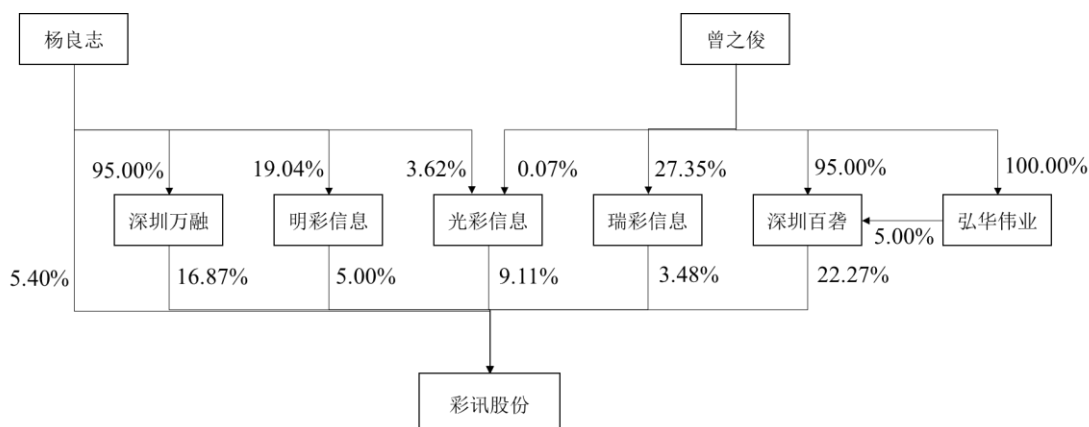 杨良志
曾之俊
95.00%
19.04%
3.62%
0.07%
27.35%
95.00%
100.00%
深圳万融
明彩信息
光彩信息
瑞彩信息
深圳百砻
弘华伟业
5.00%
5.40%
16.87%
5.00%
9.11%
3.48%
22.27%
彩讯股份